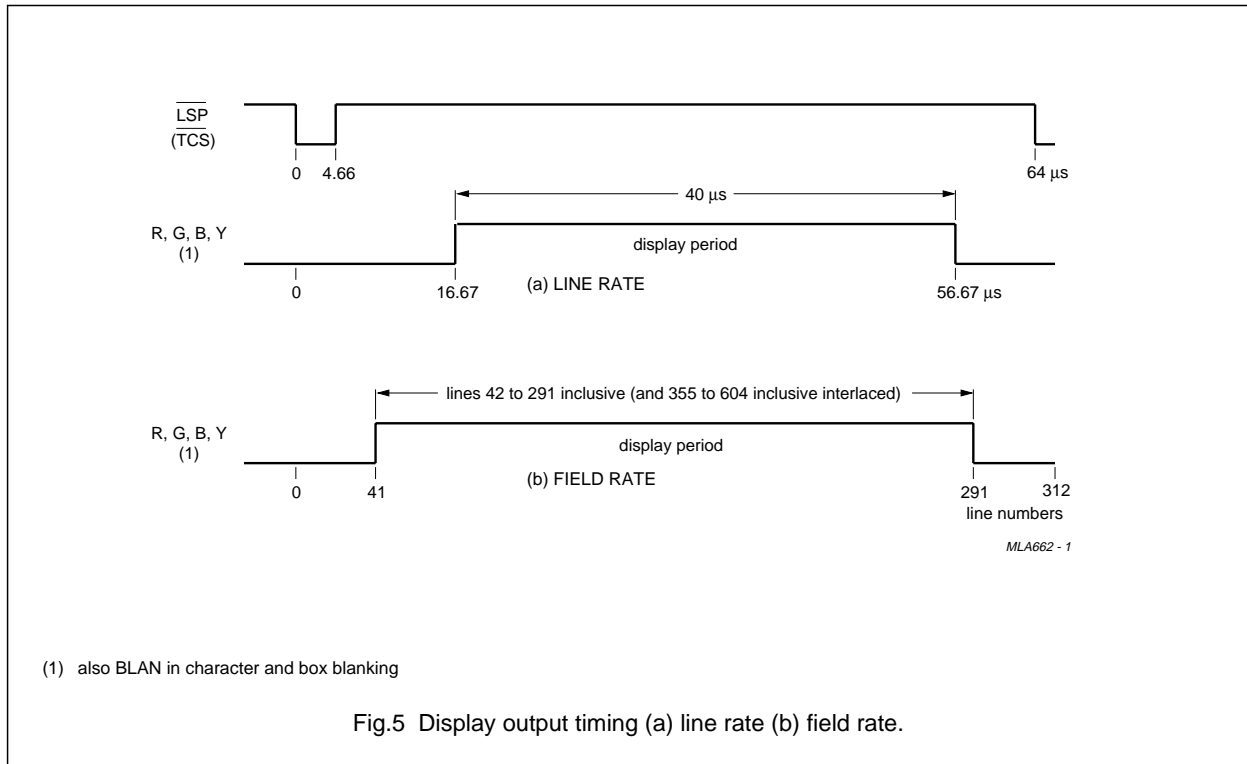 LSP
(TCS)
0 4.66 64 μs
40 μs
R, G, B, Y
(1)
display period
0 16.67 (a) LINE RATE 56.67 μs
lines 42 to 291 inclusive (and 355 to 604 inclusive interlaced)
R, G, B, Y
(1)
display period
(b) FIELD RATE
0 41 291 312
line numbers
MLA662 - 1
(1) also BLAN in character and box blanking
Fig.5 Display output timing (a) line rate (b) field rate.